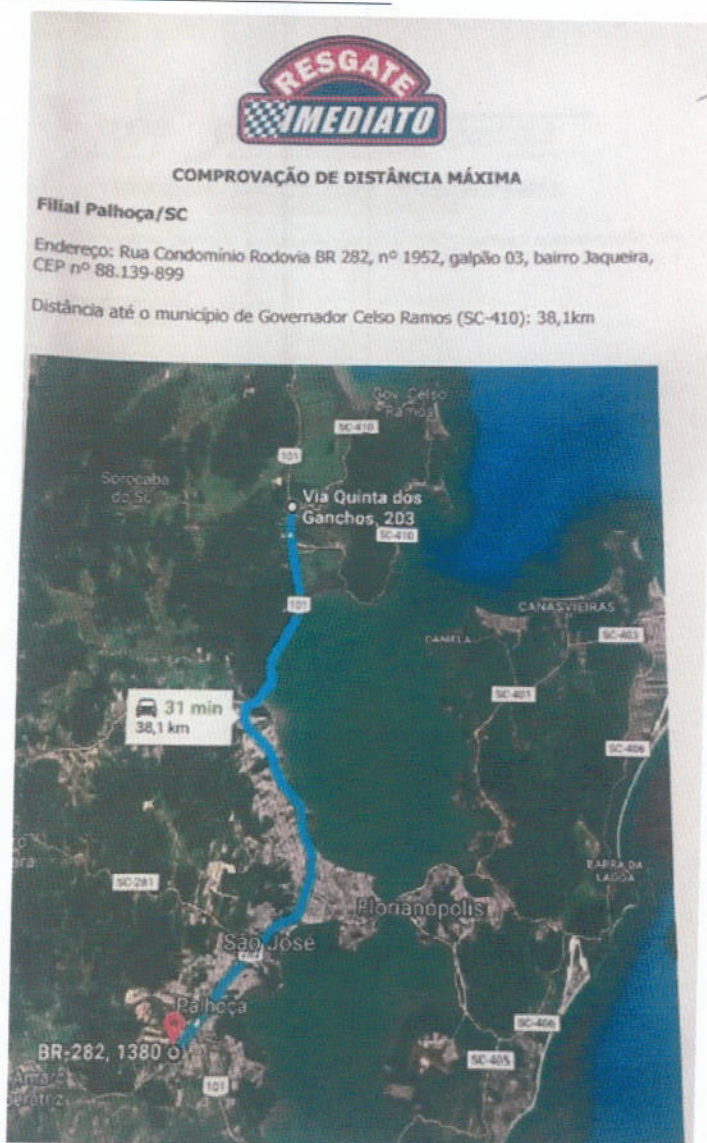 RESGATE
IMEDIATO
COMPROVAÇÃO DE DISTÂNCIA MÁXIMA
Filial Palhoça/SC
Endereço: Rua Condomínio Rodovia BR 282, nº 1952, galpão 03, bairro Jaqueira,
CEP nº 88.139-899
Distância até o município de Governador Celso Ramos (SC-410): 38,1km
Gov. Celso
Ramos
SC-410
101
Sorocaba
do Sul
Via Quinta dos
Ganchos, 203
SC-410
101
CANASVIEIRAS
DANIELA
SC-403
SC-401
31 min
38,1 km
SC-406
BARRA DA
LAGOA
SC-281
Florianópolis
São José
Palhoça
BR-282, 1380
SC-406
SC-405
101